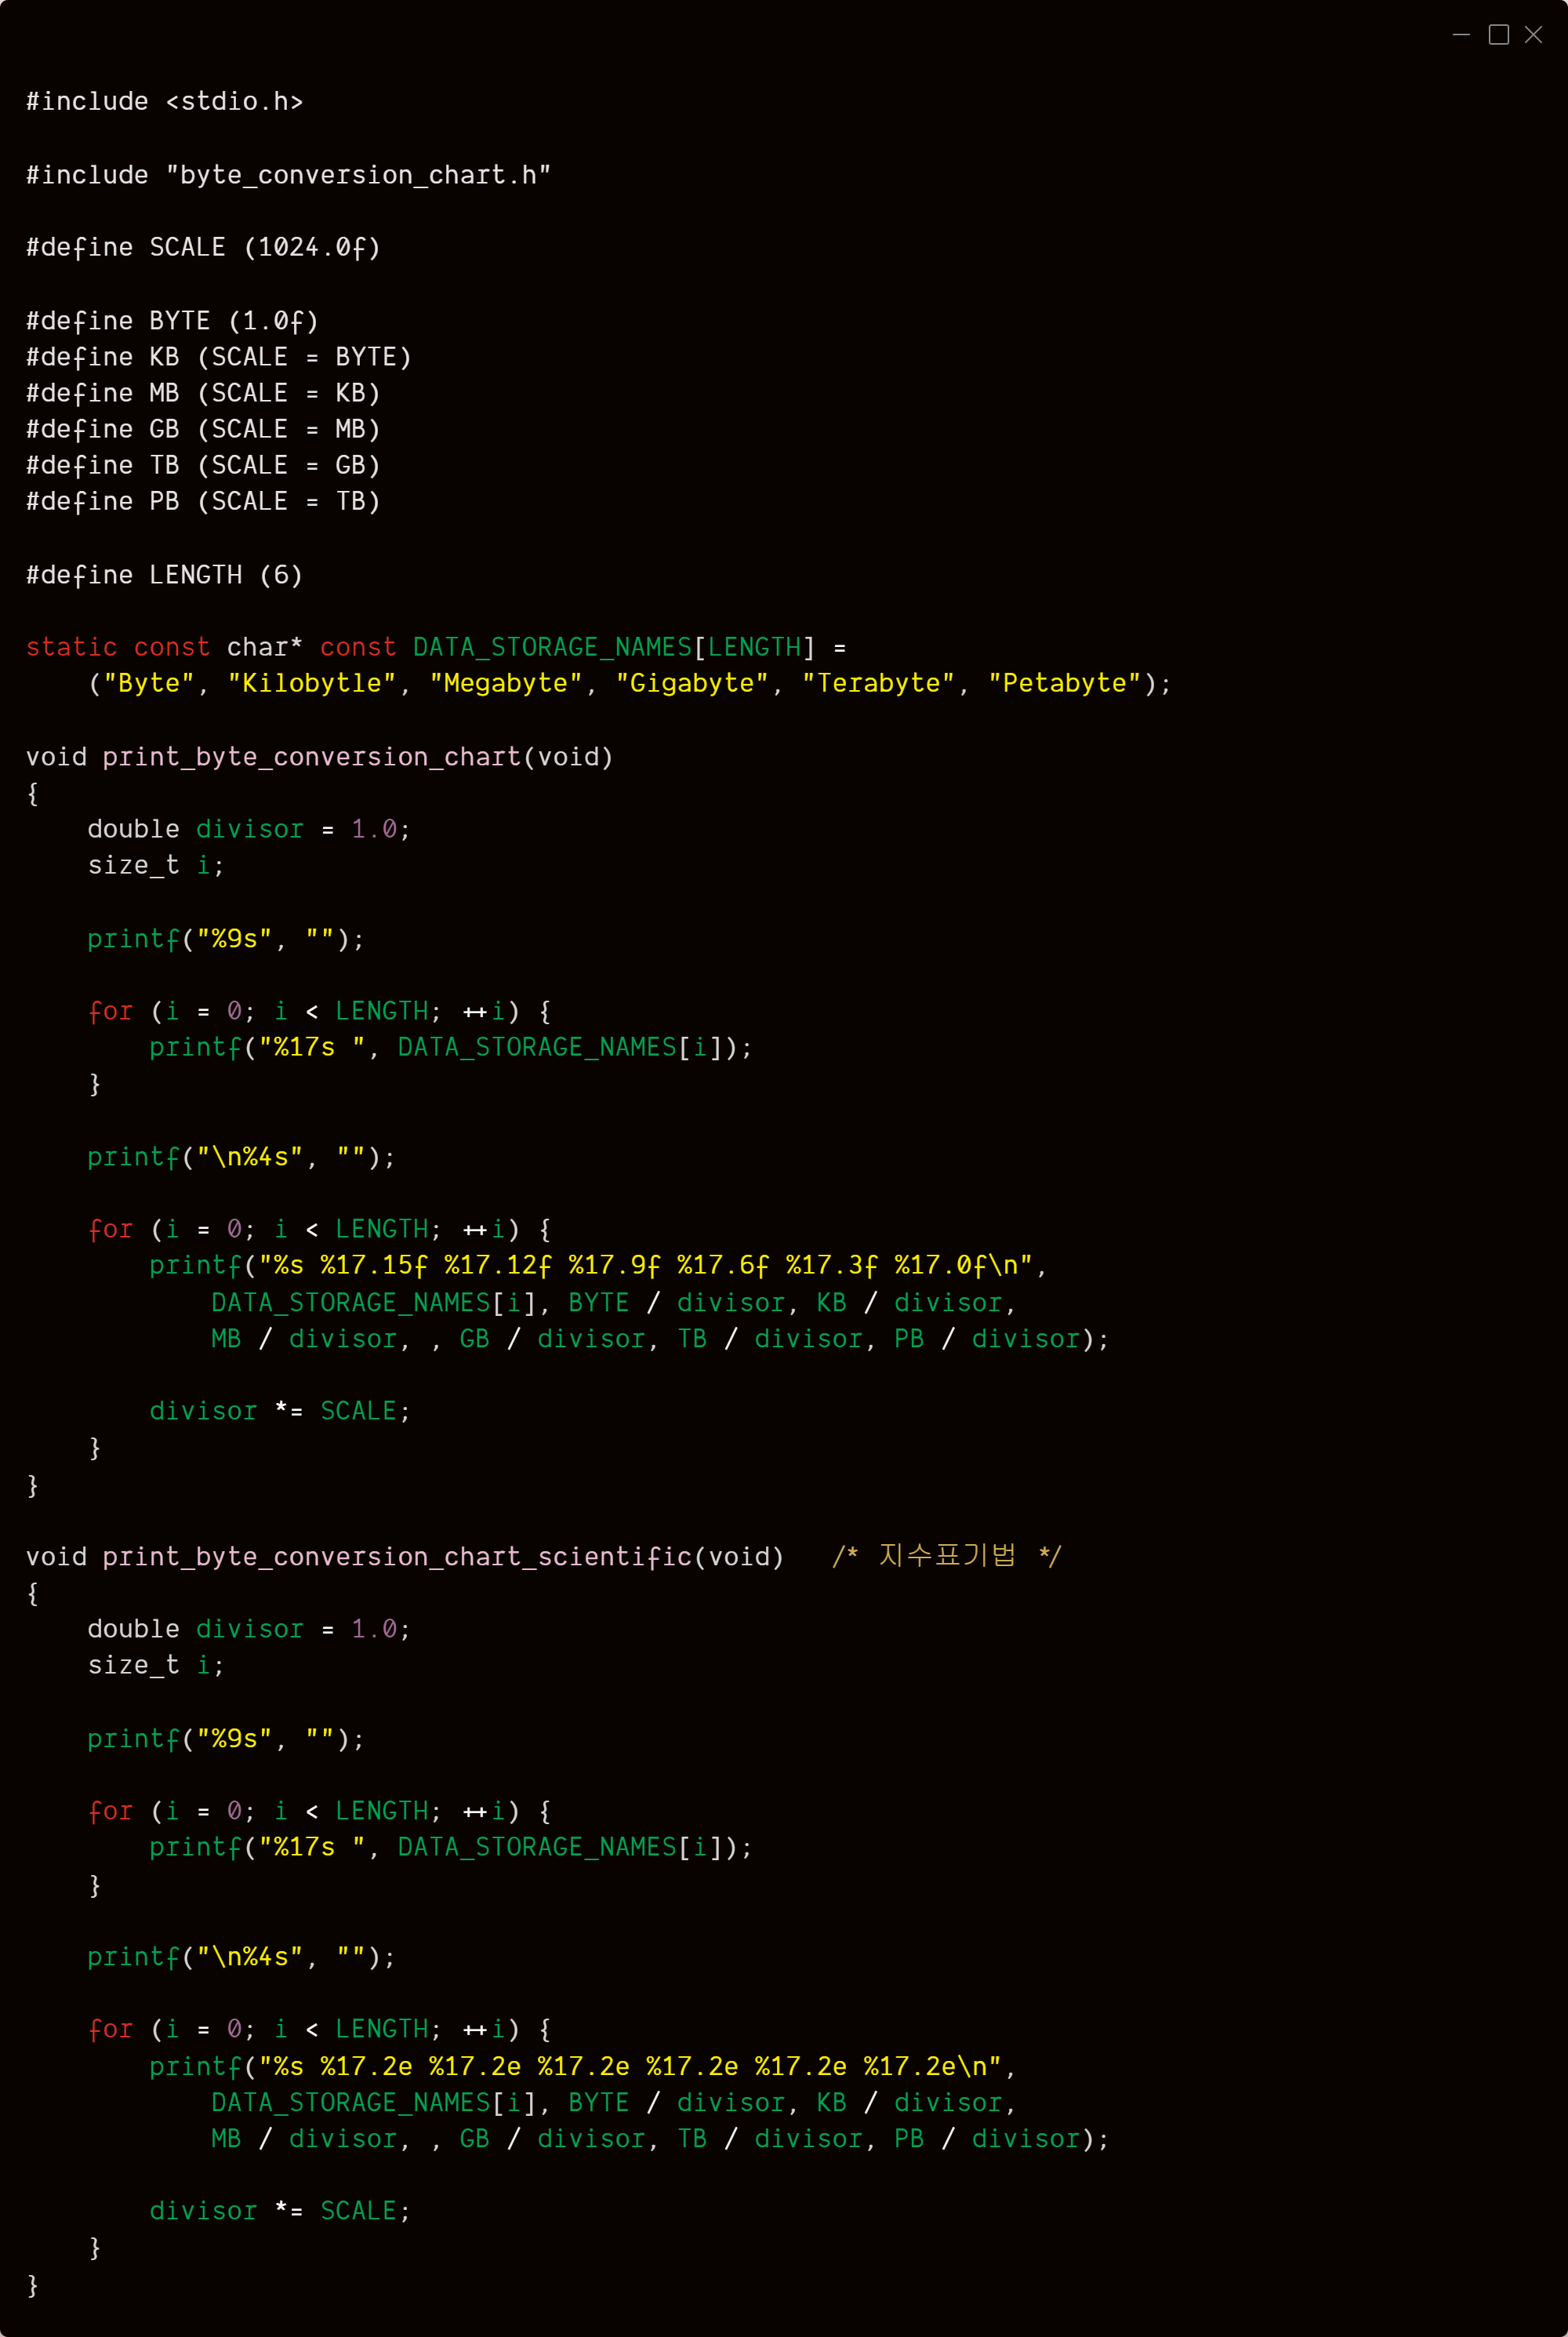 #include <stdio.h>
#include "byte_conversion_chart.h"
#define SCALE (1024.0f)
#define BYTE (1.0f)
#define KB (SCALE = BYTE)
#define MB (SCALE = KB)
#define GB (SCALE = MB)
#define TB (SCALE = GB)
#define PB (SCALE = TB)
#define LENGTH (6)
static const char* const DATA_STORAGE_NAMES[LENGTH] =
    ("Byte", "Kilobytle", "Megabyte", "Gigabyte", "Terabyte", "Petabyte");
void print_byte_conversion_chart(void)
{
    double divisor = 1.0;
    size_t i;
    printf("%9s", "");
    for (i = 0; i < LENGTH; ++i) {
        printf("%17s ", DATA_STORAGE_NAMES[i]);
    }
    printf("\n%4s", "");
    for (i = 0; i < LENGTH; ++i) {
        printf("%s %17.15f %17.12f %17.9f %17.6f %17.3f %17.0f\n",
            DATA_STORAGE_NAMES[i], BYTE / divisor, KB / divisor,
            MB / divisor, , GB / divisor, TB / divisor, PB / divisor);
        divisor *= SCALE;
    }
}
void print_byte_conversion_chart_scientific(void)   /* 지수표기법 */
{
    double divisor = 1.0;
    size_t i;
    printf("%9s", "");
    for (i = 0; i < LENGTH; ++i) {
        printf("%17s ", DATA_STORAGE_NAMES[i]);
    }
    printf("\n%4s", "");
    for (i = 0; i < LENGTH; ++i) {
        printf("%s %17.2e %17.2e %17.2e %17.2e %17.2e %17.2e\n",
            DATA_STORAGE_NAMES[i], BYTE / divisor, KB / divisor,
            MB / divisor, , GB / divisor, TB / divisor, PB / divisor);
        divisor *= SCALE;
    }
}